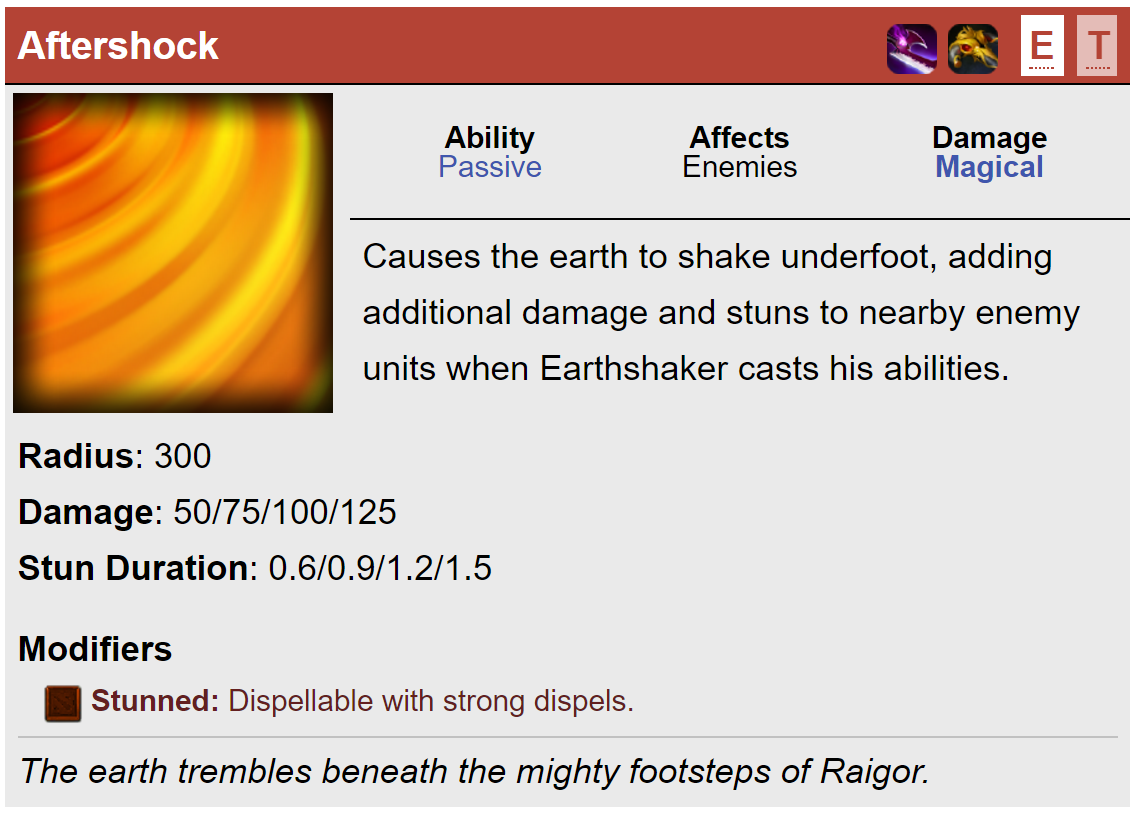 Aftershock
E T
Ability
Passive
Affects
Enemies
Damage
Magical
Causes the earth to shake underfoot, adding
additional damage and stuns to nearby enemy
units when Earthshaker casts his abilities.
Radius: 300
Damage: 50/75/100/125
Stun Duration: 0.6/0.9/1.2/1.5
Modifiers
Stunned: Dispellable with strong dispels.
The earth trembles beneath the mighty footsteps of Raigor.